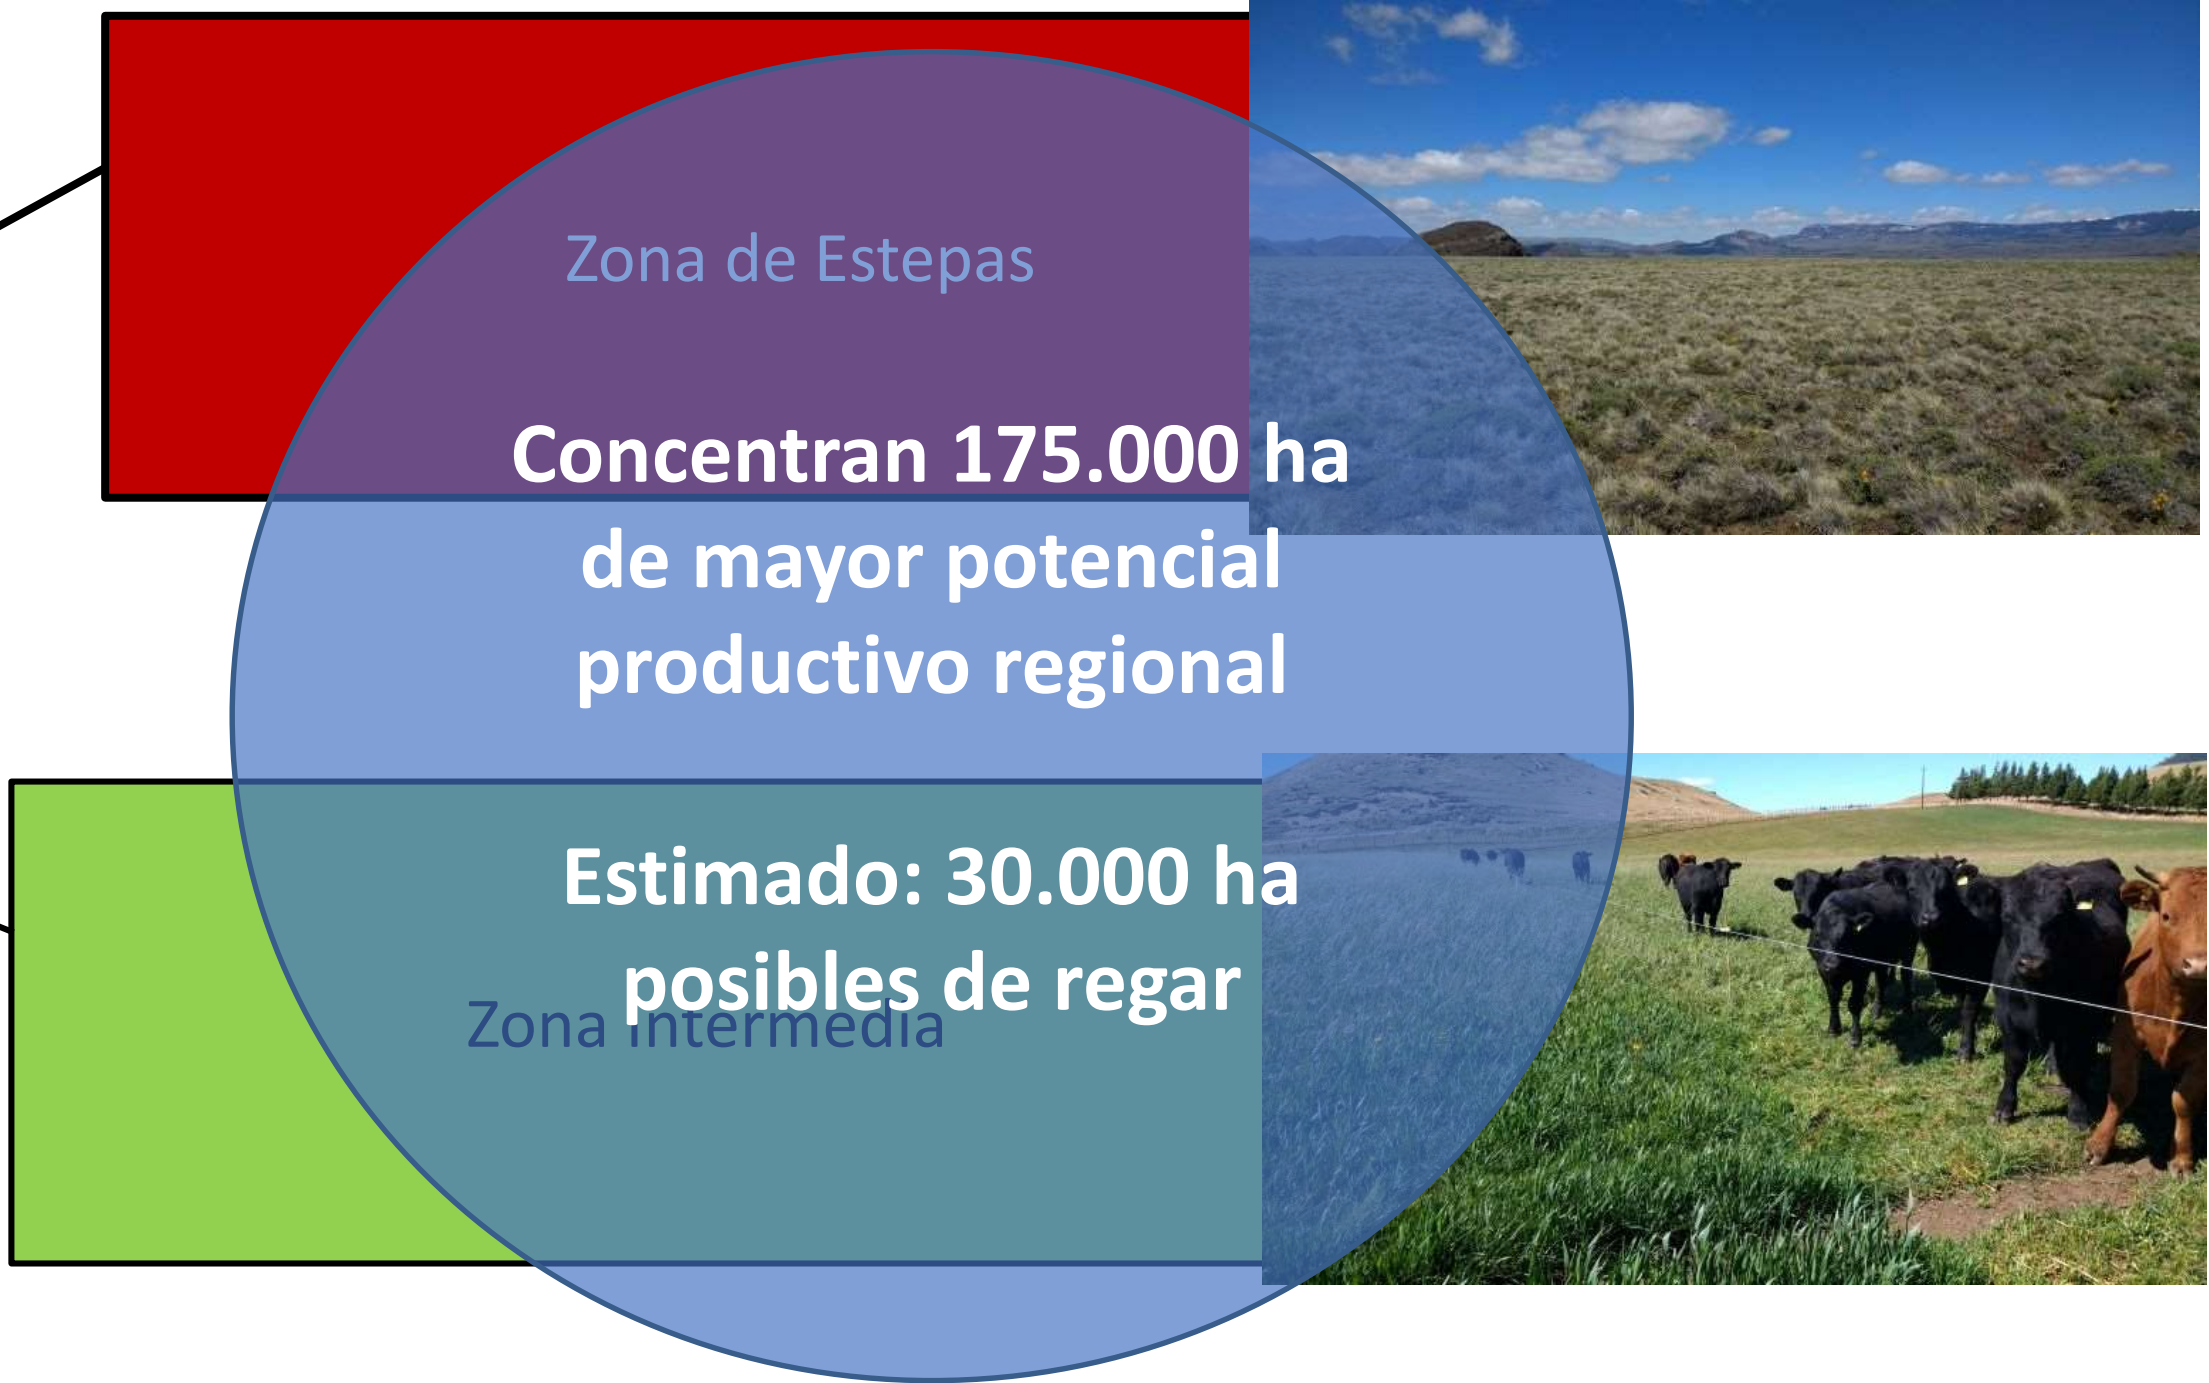 Zona de Estepas
Concentran 175.000 ha
de mayor potencial
productivo regional
Estimado: 30.000 ha
posibles de regar
Zona Intermedia